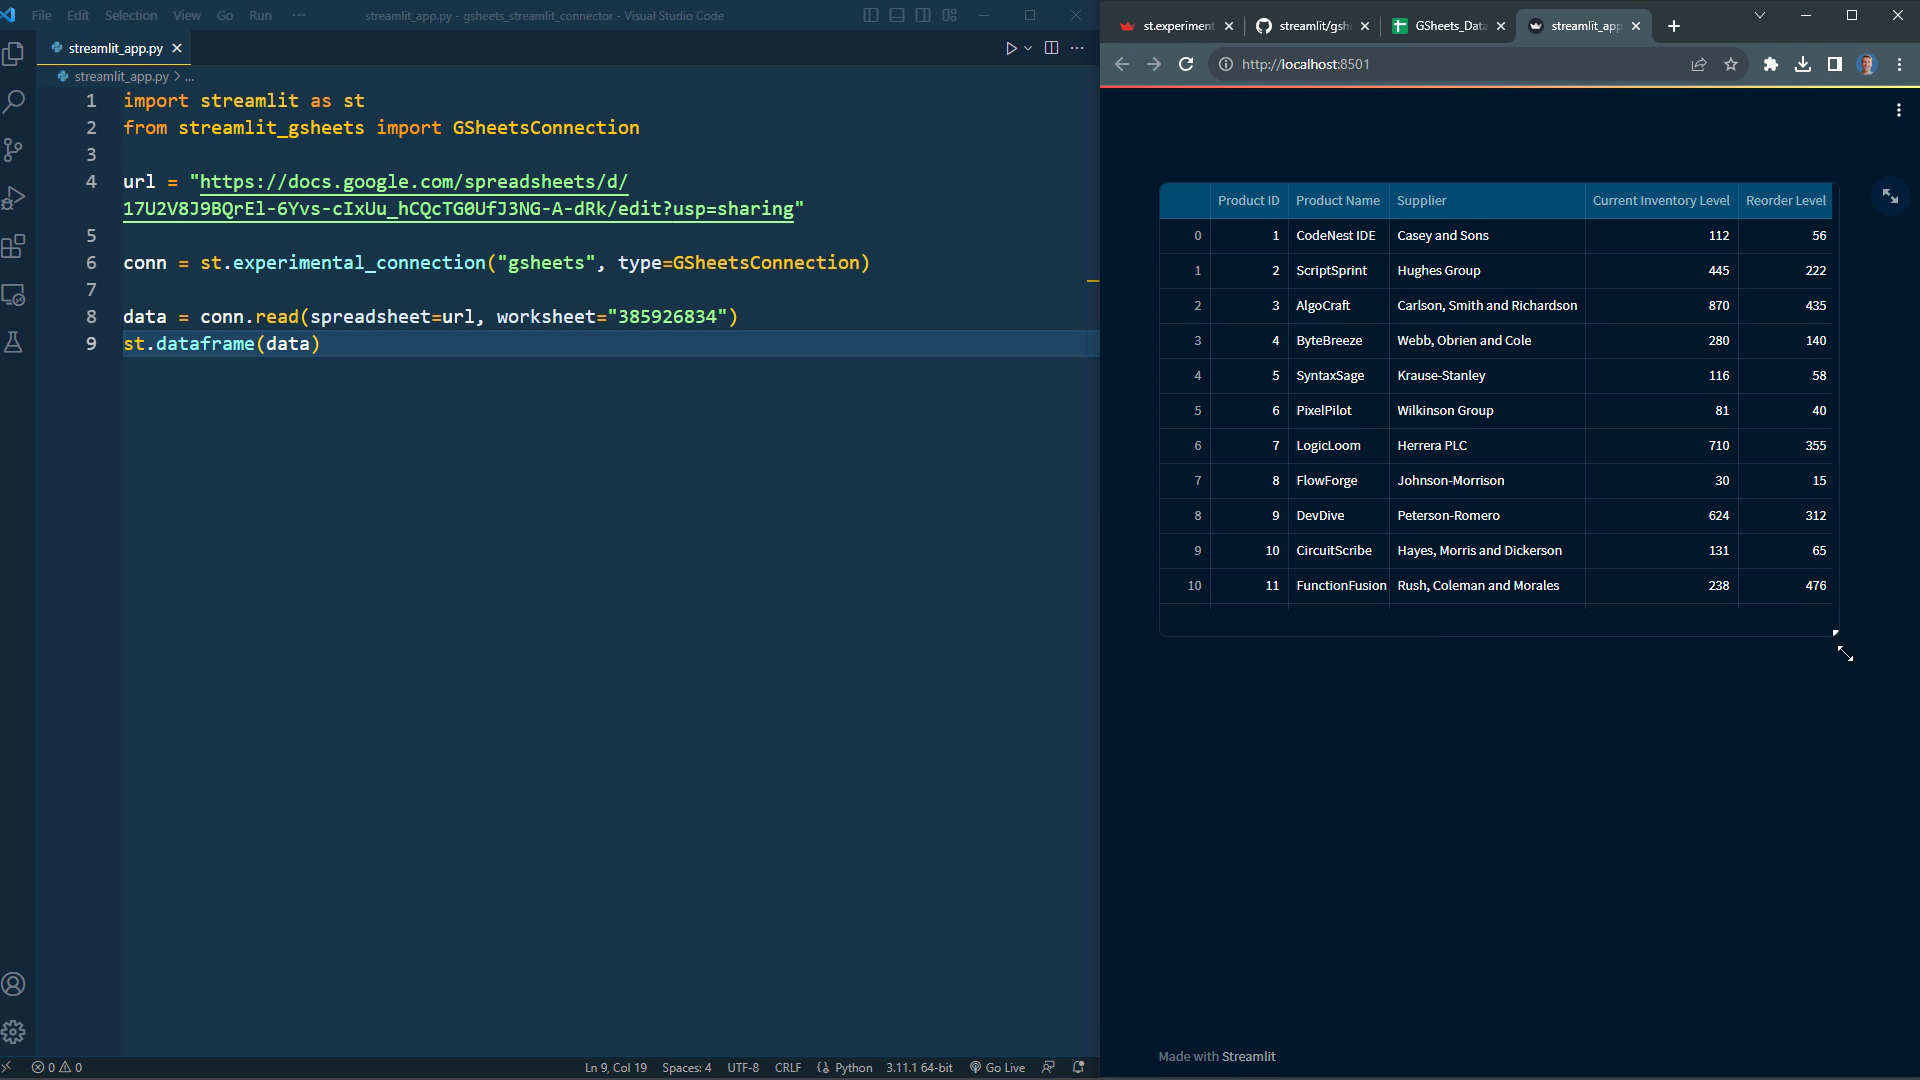 File Edit Selection View Go Run ··· streamlit_app.py - gsheets_streamlit_connector - Visual Studio Code
streamlit_app.py
streamlit_app.py > ...
1 import streamlit as st
2 from streamlit_gsheets import GSheetsConnection
3
4 url = "https://docs.google.com/spreadsheets/d/
17U2V8J9BQrEl-6Yvs-cIxUu_hCQcTG0UfJ3NG-A-dRk/edit?usp=sharing"
5
6 conn = st.experimental_connection("gsheets", type=GSheetsConnection)
7
8 data = conn.read(spreadsheet=url, worksheet="385926834")
9 st.dataframe(data)
0 0 Ln 9, Col 19 Spaces: 4 UTF-8 CRLF Python 3.11.1 64-bit Go Live
st.experiment streamlit/gsh GSheets_Data streamlit_app
http://localhost:8501
Product ID Product Name Supplier Current Inventory Level Reorder Level
0 1 CodeNest IDE Casey and Sons 112 56
1 2 ScriptSprint Hughes Group 445 222
2 3 AlgoCraft Carlson, Smith and Richardson 870 435
3 4 ByteBreeze Webb, Obrien and Cole 280 140
4 5 SyntaxSage Krause-Stanley 116 58
5 6 PixelPilot Wilkinson Group 81 40
6 7 LogicLoom Herrera PLC 710 355
7 8 FlowForge Johnson-Morrison 30 15
8 9 DevDive Peterson-Romero 624 312
9 10 CircuitScribe Hayes, Morris and Dickerson 131 65
10 11 FunctionFusion Rush, Coleman and Morales 238 476
Made with Streamlit